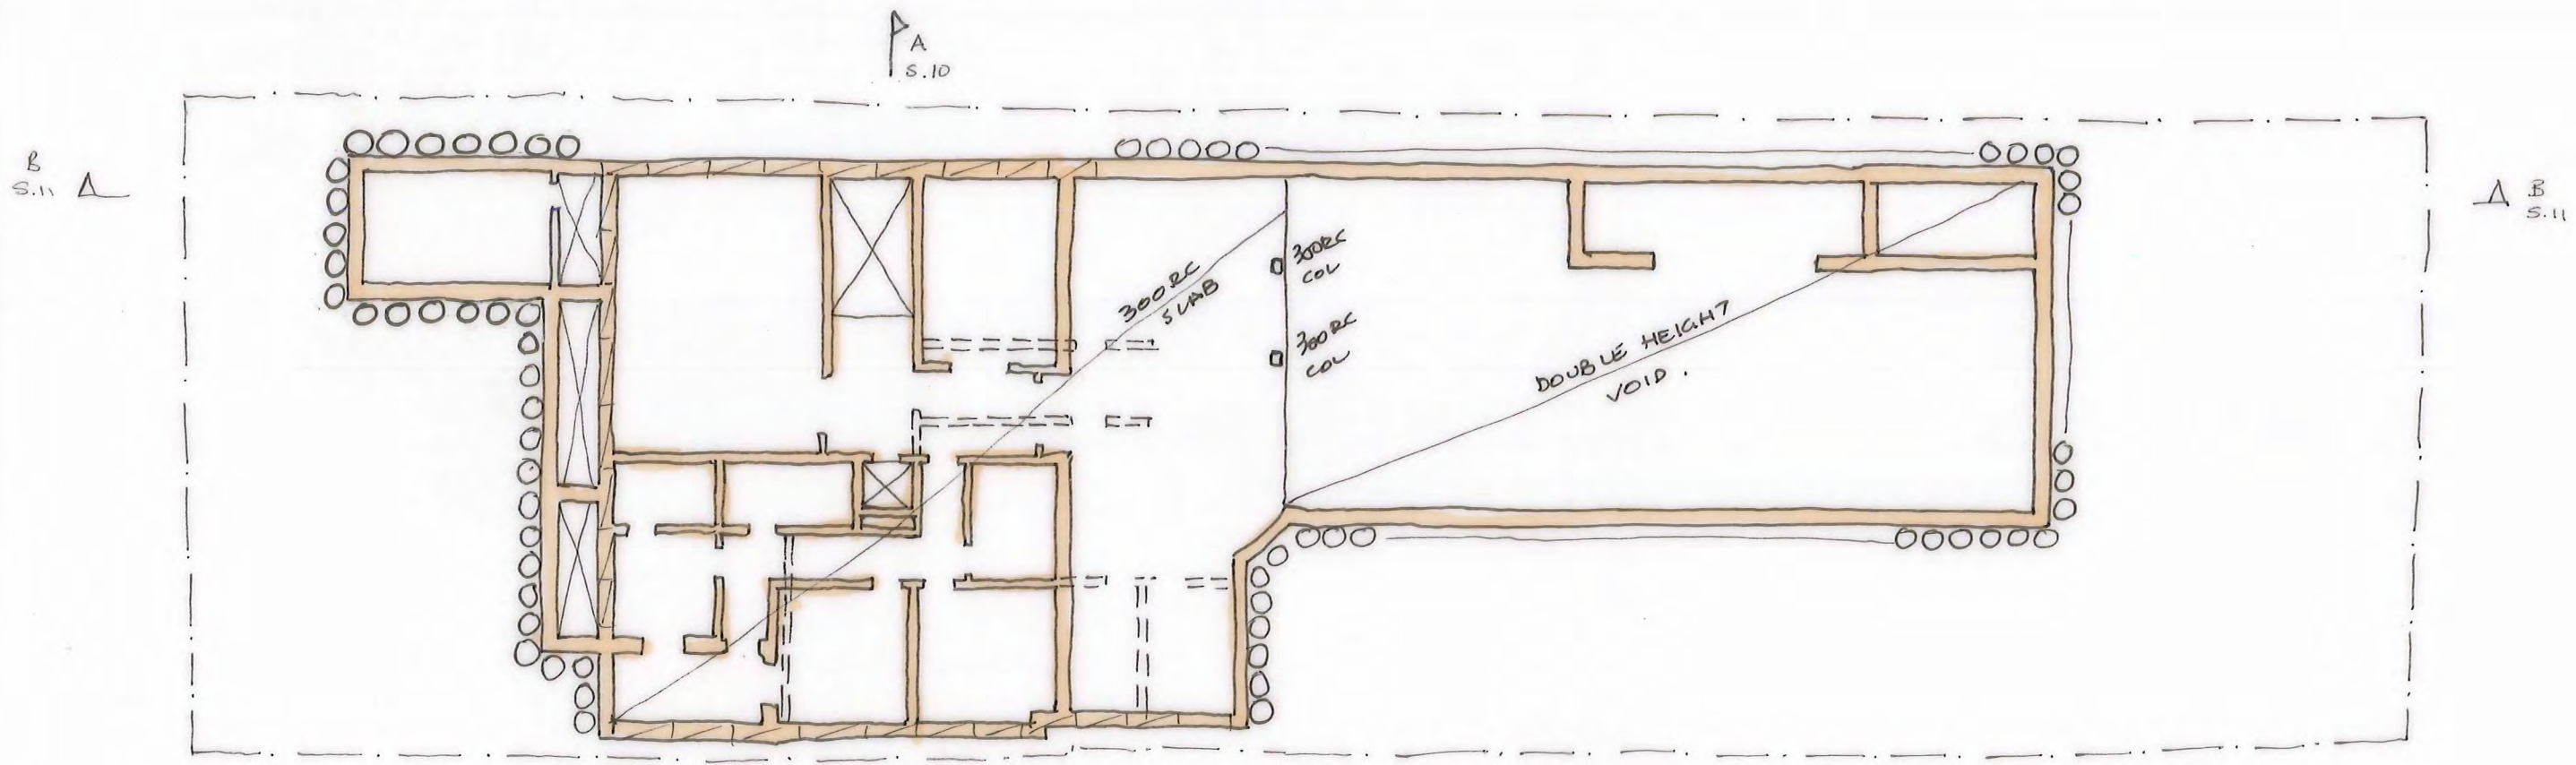 A
S.10
B
S.11
B
S.11
300RC
SLAB
300RC
COL
300RC
COL
DOUBLE HEIGHT
VOID.